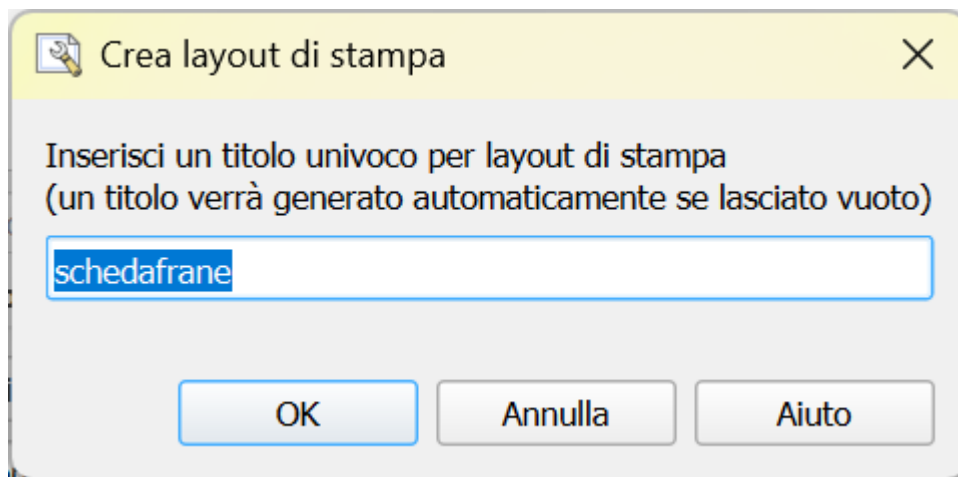 Crea layout di stampa
Inserisci un titolo univoco per layout di stampa
(un titolo verrà generato automaticamente se lasciato vuoto)
schedafrane
OK Annulla Aiuto